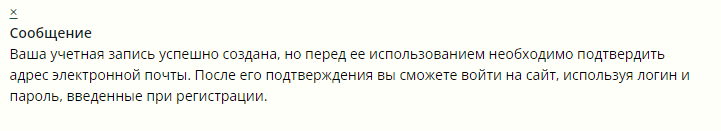 ×
Сообщение
Ваша учетная запись успешно создана, но перед ее использованием необходимо подтвердить
адрес электронной почты. После его подтверждения вы сможете войти на сайт, используя логин и
пароль, введенные при регистрации.